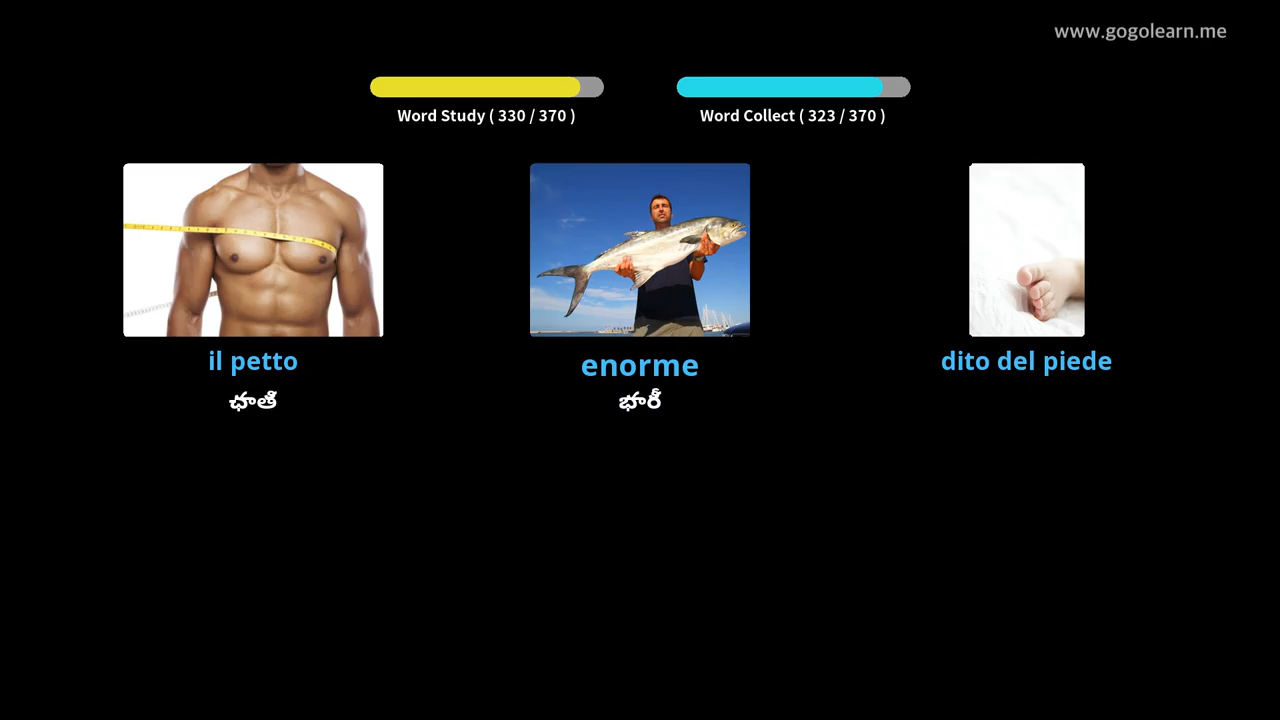 www.gogolearn.me
Word Study ( 330 / 370 )
Word Collect ( 323 / 370 )
il petto
enorme
dito del piede
ఛాతీ
భారీ